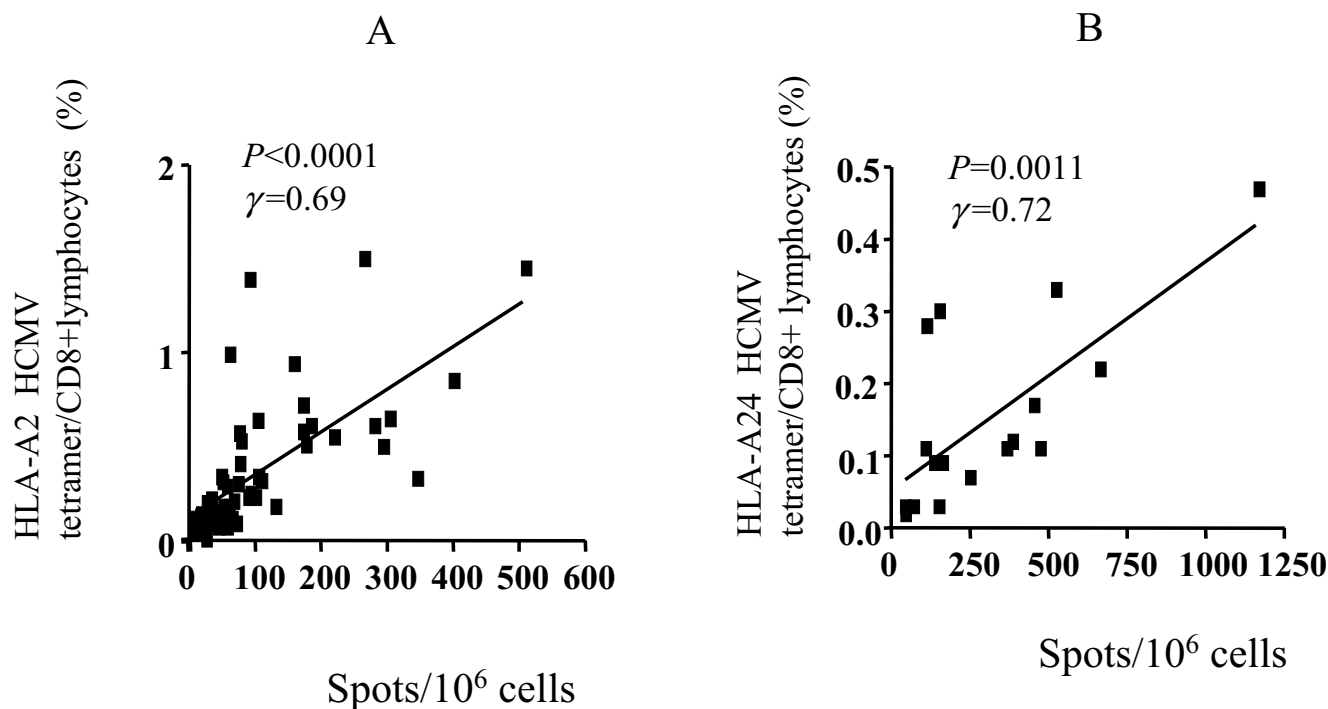 A
HLA-A2 HCMV
tetramer/CD8+lymphocytes (%)
P<0.0001
γ=0.69
2
1
0
0 100 200 300 400 500 600
Spots/10⁶ cells
B
HLA-A24 HCMV
tetramer/CD8+ lymphocytes (%)
P=0.0011
γ=0.72
0.5
0.4
0.3
0.2
0.1
0.0
0 250 500 750 1000 1250
Spots/10⁶ cells